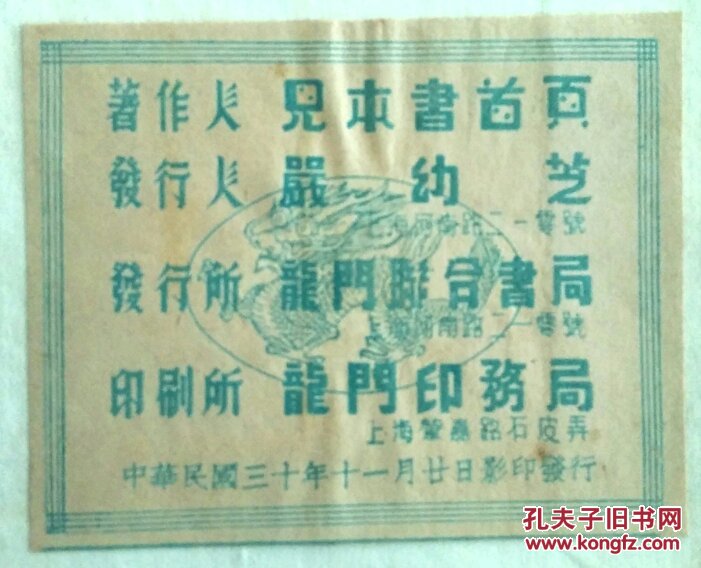 著作人 見本書首頁
發行人 嚴幼芝
上海河南路二一零號
發行所 龍門聯合書局
上海河南路二一零號
印刷所 龍門印務局
上海肇嘉路石皮弄
中華民國三十年十一月廿日影印發行
孔夫子旧书网
www.kongfz.com